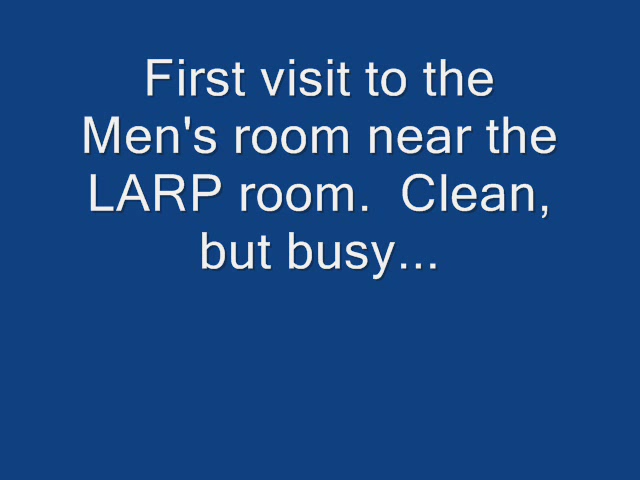 First visit to the
Men's room near the
LARP room.  Clean,
but busy...